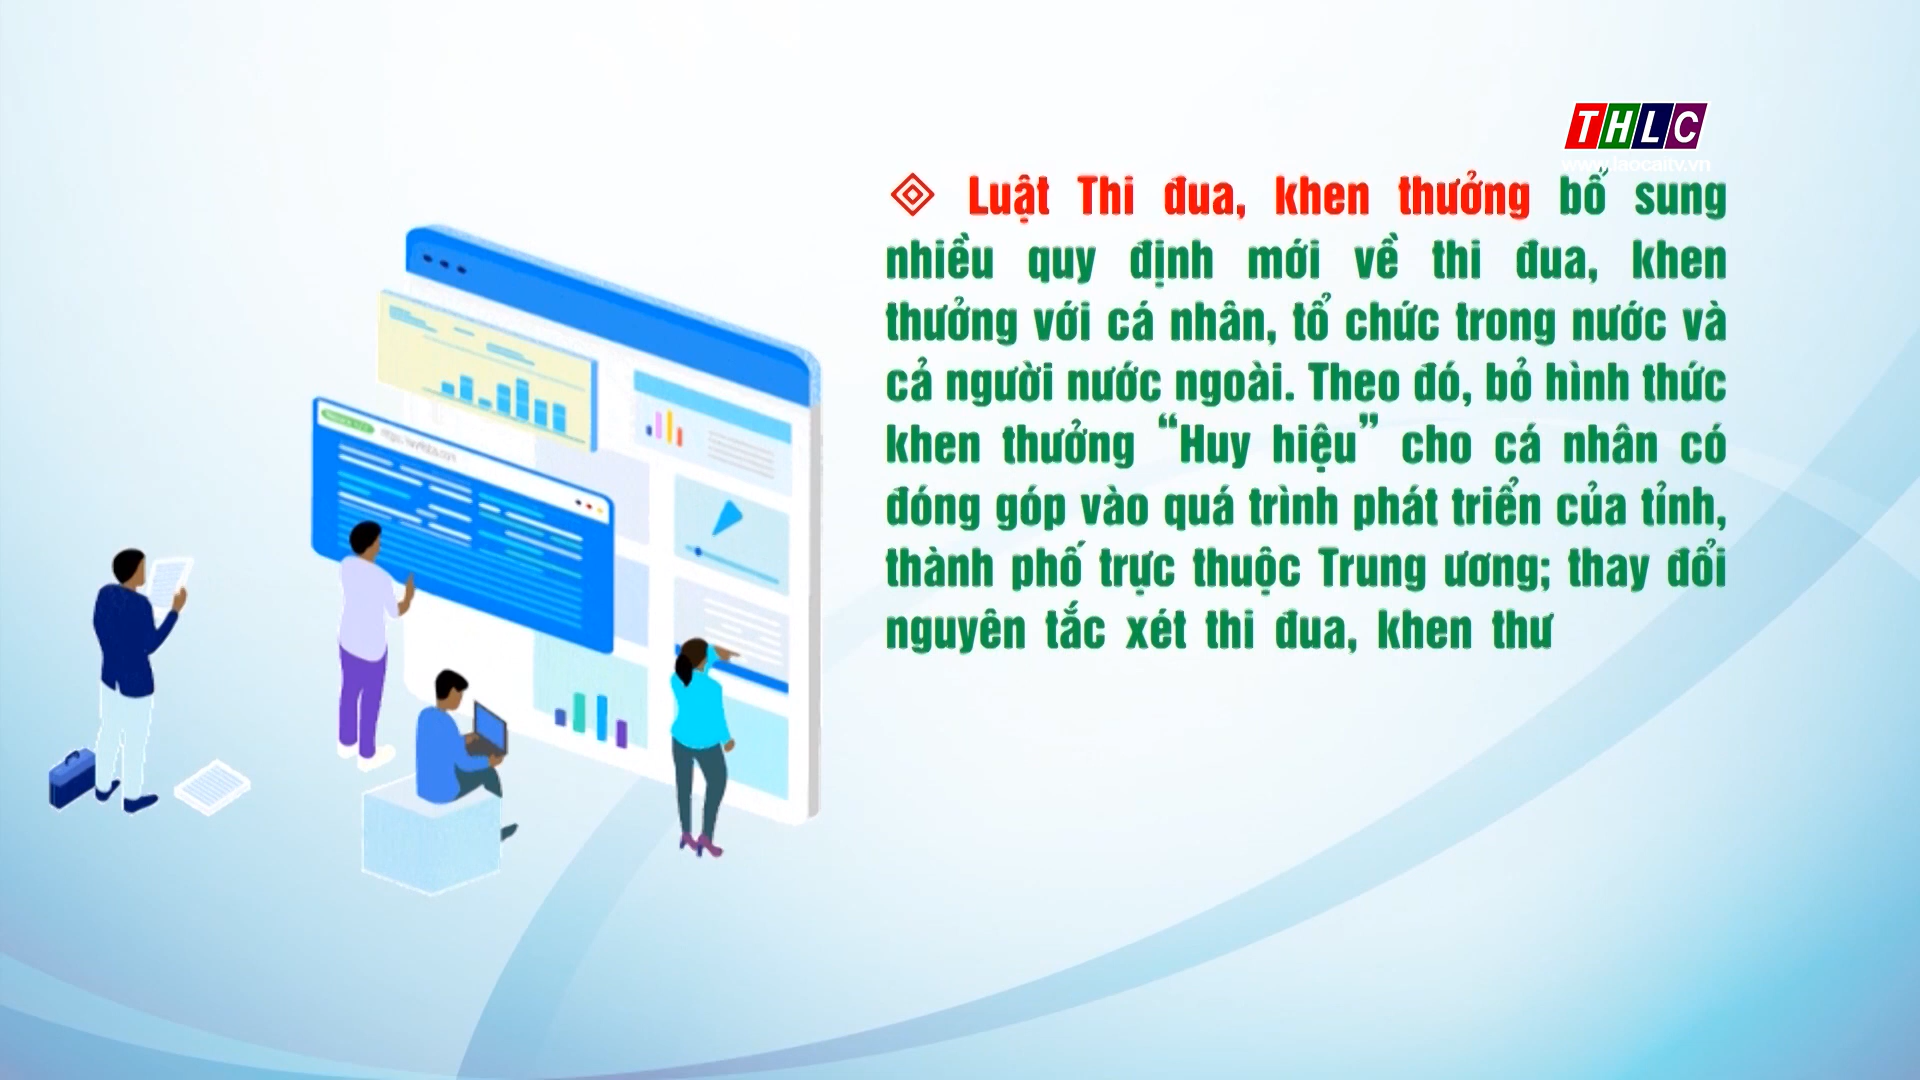 THLC
www.laocaitv.vn
Luật Thi đua, khen thưởng bổ sung
nhiều quy định mới về thi đua, khen
thưởng với cá nhân, tổ chức trong nước và
cả người nước ngoài. Theo đó, bỏ hình thức
khen thưởng “Huy hiệu” cho cá nhân có
đóng góp vào quá trình phát triển của tỉnh,
thành phố trực thuộc Trung ương; thay đổi
nguyên tắc xét thi đua, khen thư